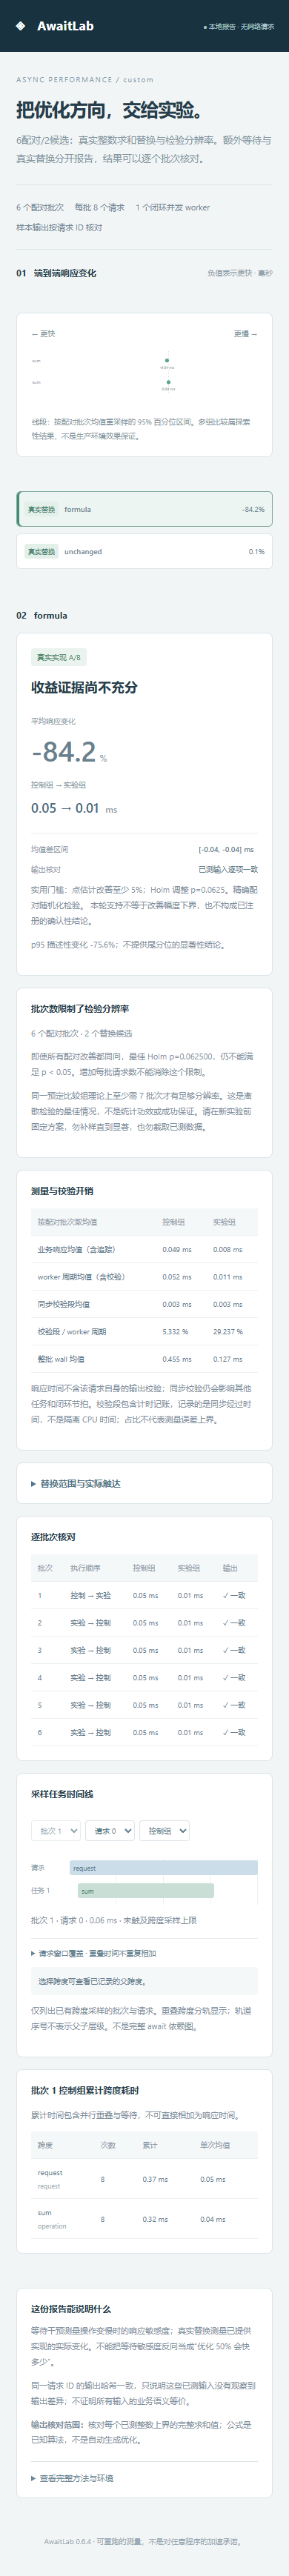 AwaitLab
● 本地报告 · 无网络请求
ASYNC PERFORMANCE / custom
把优化方向，交给实验。
6配对/2候选：真实整数求和替换与检验分辨率。额外等待与
真实替换分开报告，结果可以逐个批次核对。
6 个配对批次 每批 8 个请求 1 个闭环并发 worker
样本输出按请求 ID 核对
01 端到端响应变化
负值表示更快 · 毫秒
← 更快
更慢 →
sum
-0.04 ms
sum
0.00 ms
线段：按配对批次均值重采样的 95% 百分位区间。多组比较属探索
性结果，不是生产环境效果保证。
真实替换 formula -84.2%
真实替换 unchanged 0.1%
02 formula
真实实现 A/B
收益证据尚不充分
平均响应变化
-84.2 %
控制组 → 实验组
0.05 → 0.01 ms
均值差区间 [-0.04, -0.04] ms
输出核对 已测输入逐项一致
实用门槛：点估计改善至少 5%；Holm 调整 p=0.0625。精确配
对随机化检验。 本轮支持不等于改善幅度下界，也不构成已注
册的确认性结论。
p95 描述性变化 -75.6%；不提供尾分位的显著性结论。
批次数限制了检验分辨率
6 个配对批次 · 2 个替换候选
即使所有配对改善都同向，最佳 Holm p=0.062500，仍不能满
足 p < 0.05。增加每批请求数不能消除这个限制。
同一预定比较组理论上至少需 7 批次才有足够分辨率。这是离
散检验的最佳情况，不是统计功效或成功保证。请在新实验前
固定方案，勿补样直到显著，也勿截取已测数据。
测量与校验开销
按配对批次取均值 控制组 实验组
业务响应均值（含追踪） 0.049 ms 0.008 ms
worker 周期均值（含校验） 0.052 ms 0.011 ms
同步校验段均值 0.003 ms 0.003 ms
校验段 / worker 周期 5.332 % 29.237 %
整批 wall 均值 0.455 ms 0.127 ms
响应时间不含该请求自身的输出校验；同步校验仍会影响其他
任务和闭环节拍。校验段包含计时记账，记录的是同步经过时
间，不是隔离 CPU 时间；占比不代表测量误差上界。
▶ 替换范围与实际触达
逐批次核对
批次 执行顺序 控制组 实验组 输出
1 控制 → 实验 0.05 ms 0.01 ms ✓ 一致
2 实验 → 控制 0.05 ms 0.01 ms ✓ 一致
3 实验 → 控制 0.05 ms 0.01 ms ✓ 一致
4 实验 → 控制 0.05 ms 0.01 ms ✓ 一致
5 实验 → 控制 0.05 ms 0.01 ms ✓ 一致
6 实验 → 控制 0.05 ms 0.01 ms ✓ 一致
采样任务时间线
批次 1 请求 0 控制组
请求 request
任务 1 sum
批次 1 · 请求 0 · 0.06 ms · 未触及跨度采样上限
▶ 请求窗口覆盖 · 重叠时间不重复相加
选择跨度可查看已记录的父跨度。
仅列出已有跨度采样的批次与请求。重叠跨度分轨显示；轨道
序号不表示父子层级。不是完整 await 依赖图。
批次 1 控制组累计跨度耗时
累计时间包含并行重叠与等待，不可直接相加为响应时间。
跨度 次数 累计 单次均值
request
request
8 0.37 ms 0.05 ms
sum
operation
8 0.32 ms 0.04 ms
这份报告能说明什么
等待干预测量操作变慢时的响应敏感度；真实替换测量已提供
实现的实际变化。不能把等待敏感度反向当成“优化 50% 会快
多少”。
同一请求 ID 的输出哈希一致，只说明这些已测输入没有观察到
输出差异；不证明所有输入的业务语义等价。
输出核对范围：核对每个已测整数上界的完整求和值；公式是
已知算法，不是自动生成优化。
▶ 查看完整方法与环境
AwaitLab 0.6.4 · 可重跑的测量，不是对任意程序的加速承诺。